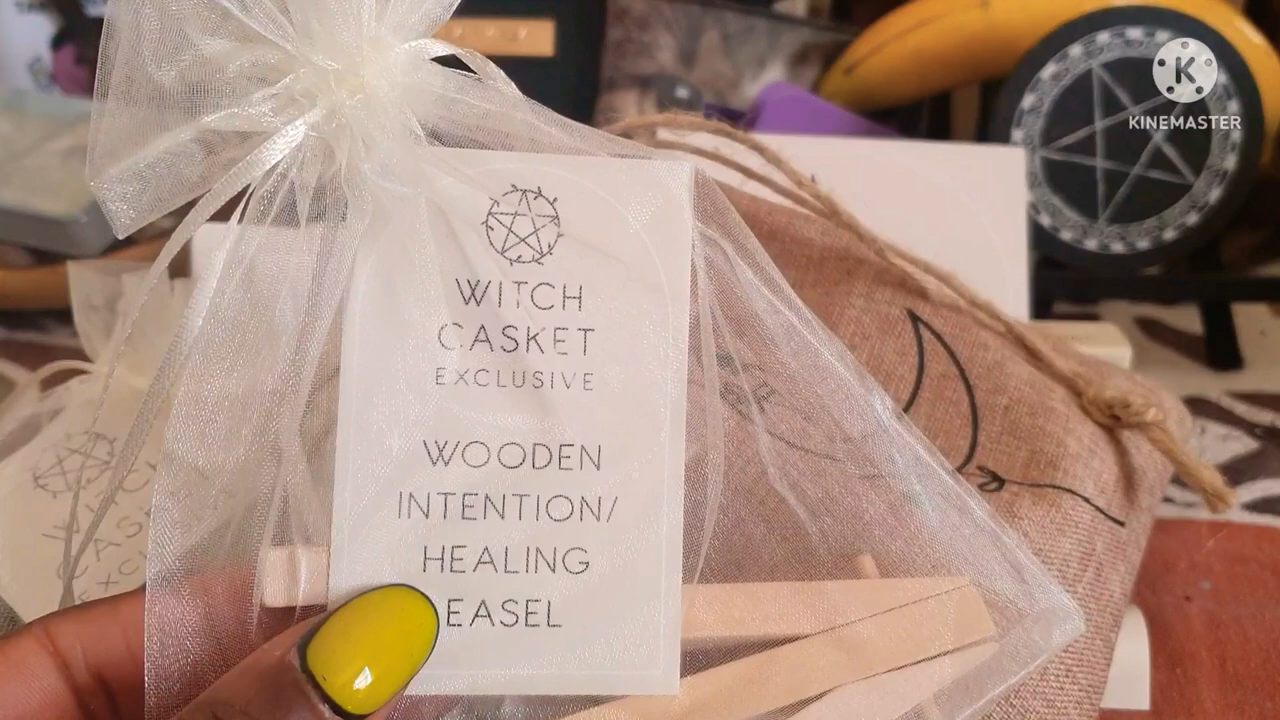 K
KINEMASTER
WITCH
CASKET
EXCLUSIVE
WOODEN
INTENTION/
HEALING
EASEL